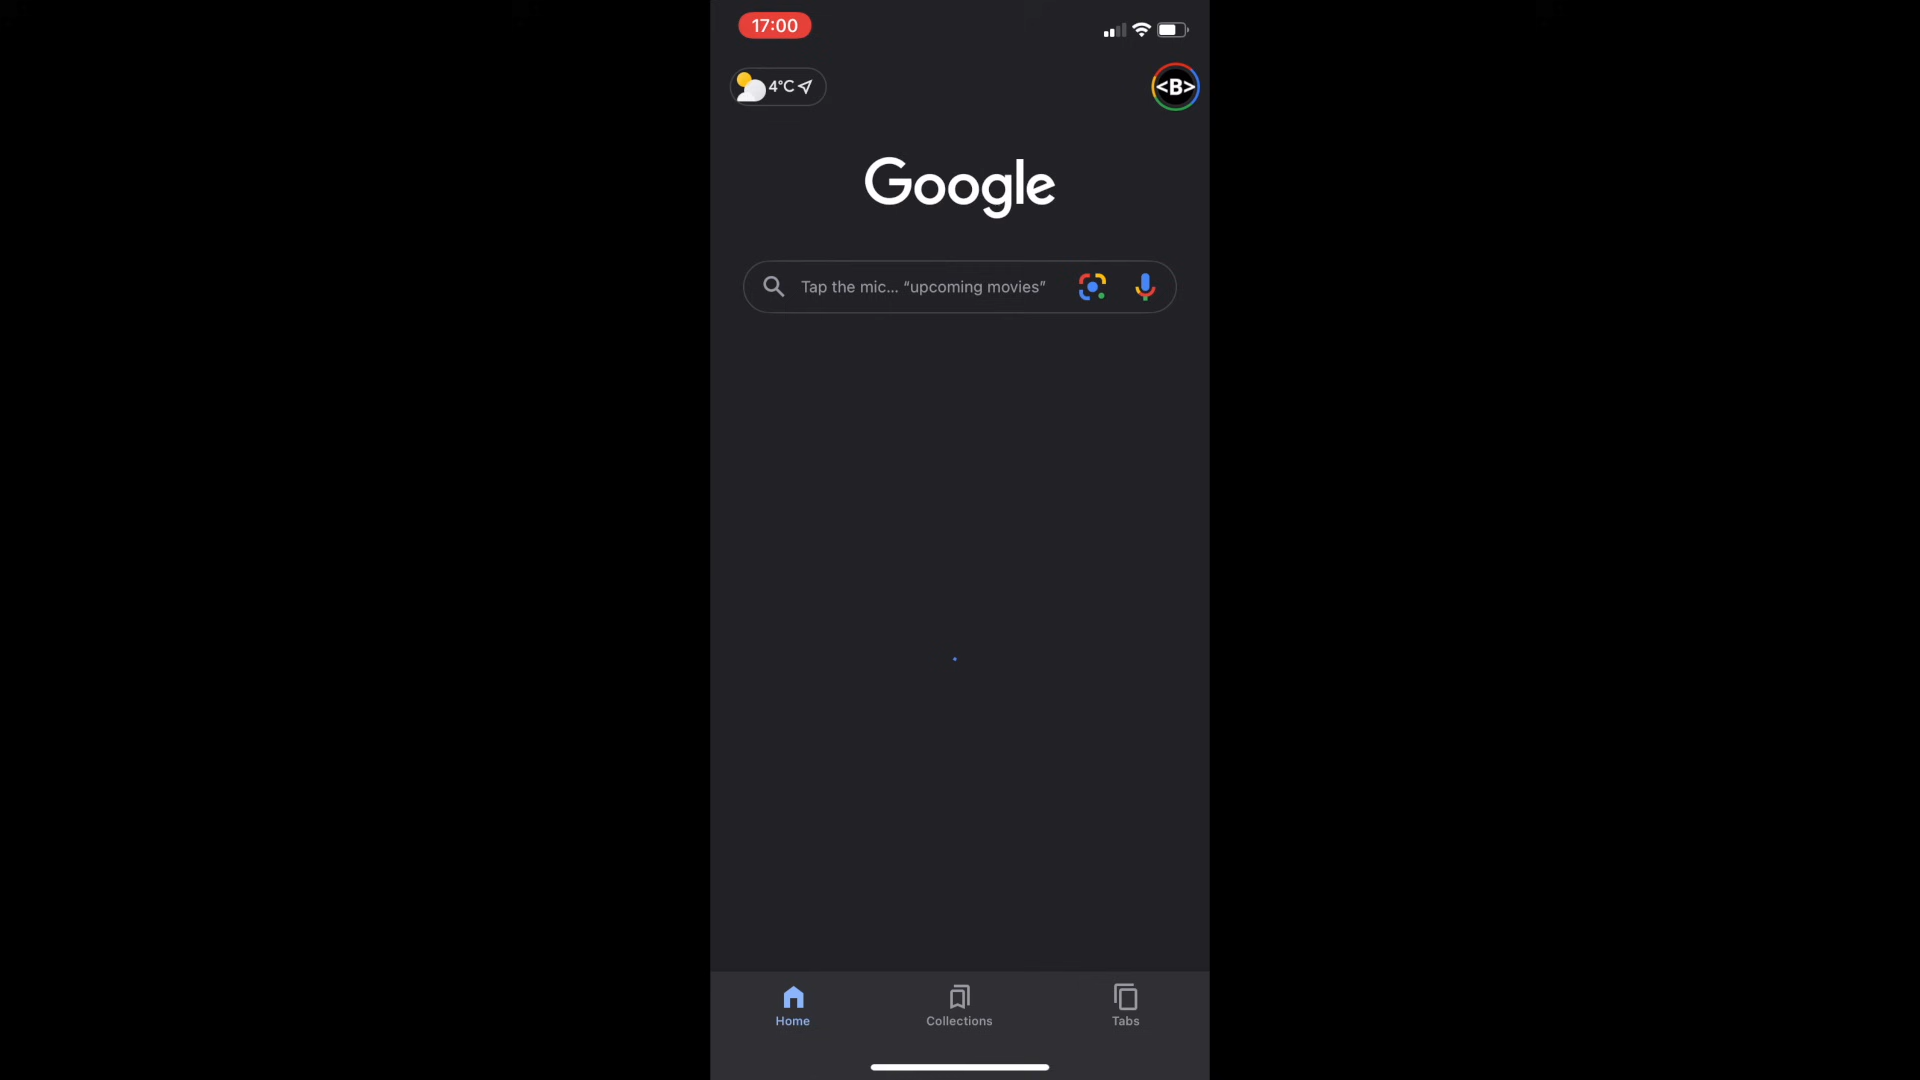 17:00
4°C
<B>
Google
Tap the mic... “upcoming movies”
Home
Collections
Tabs